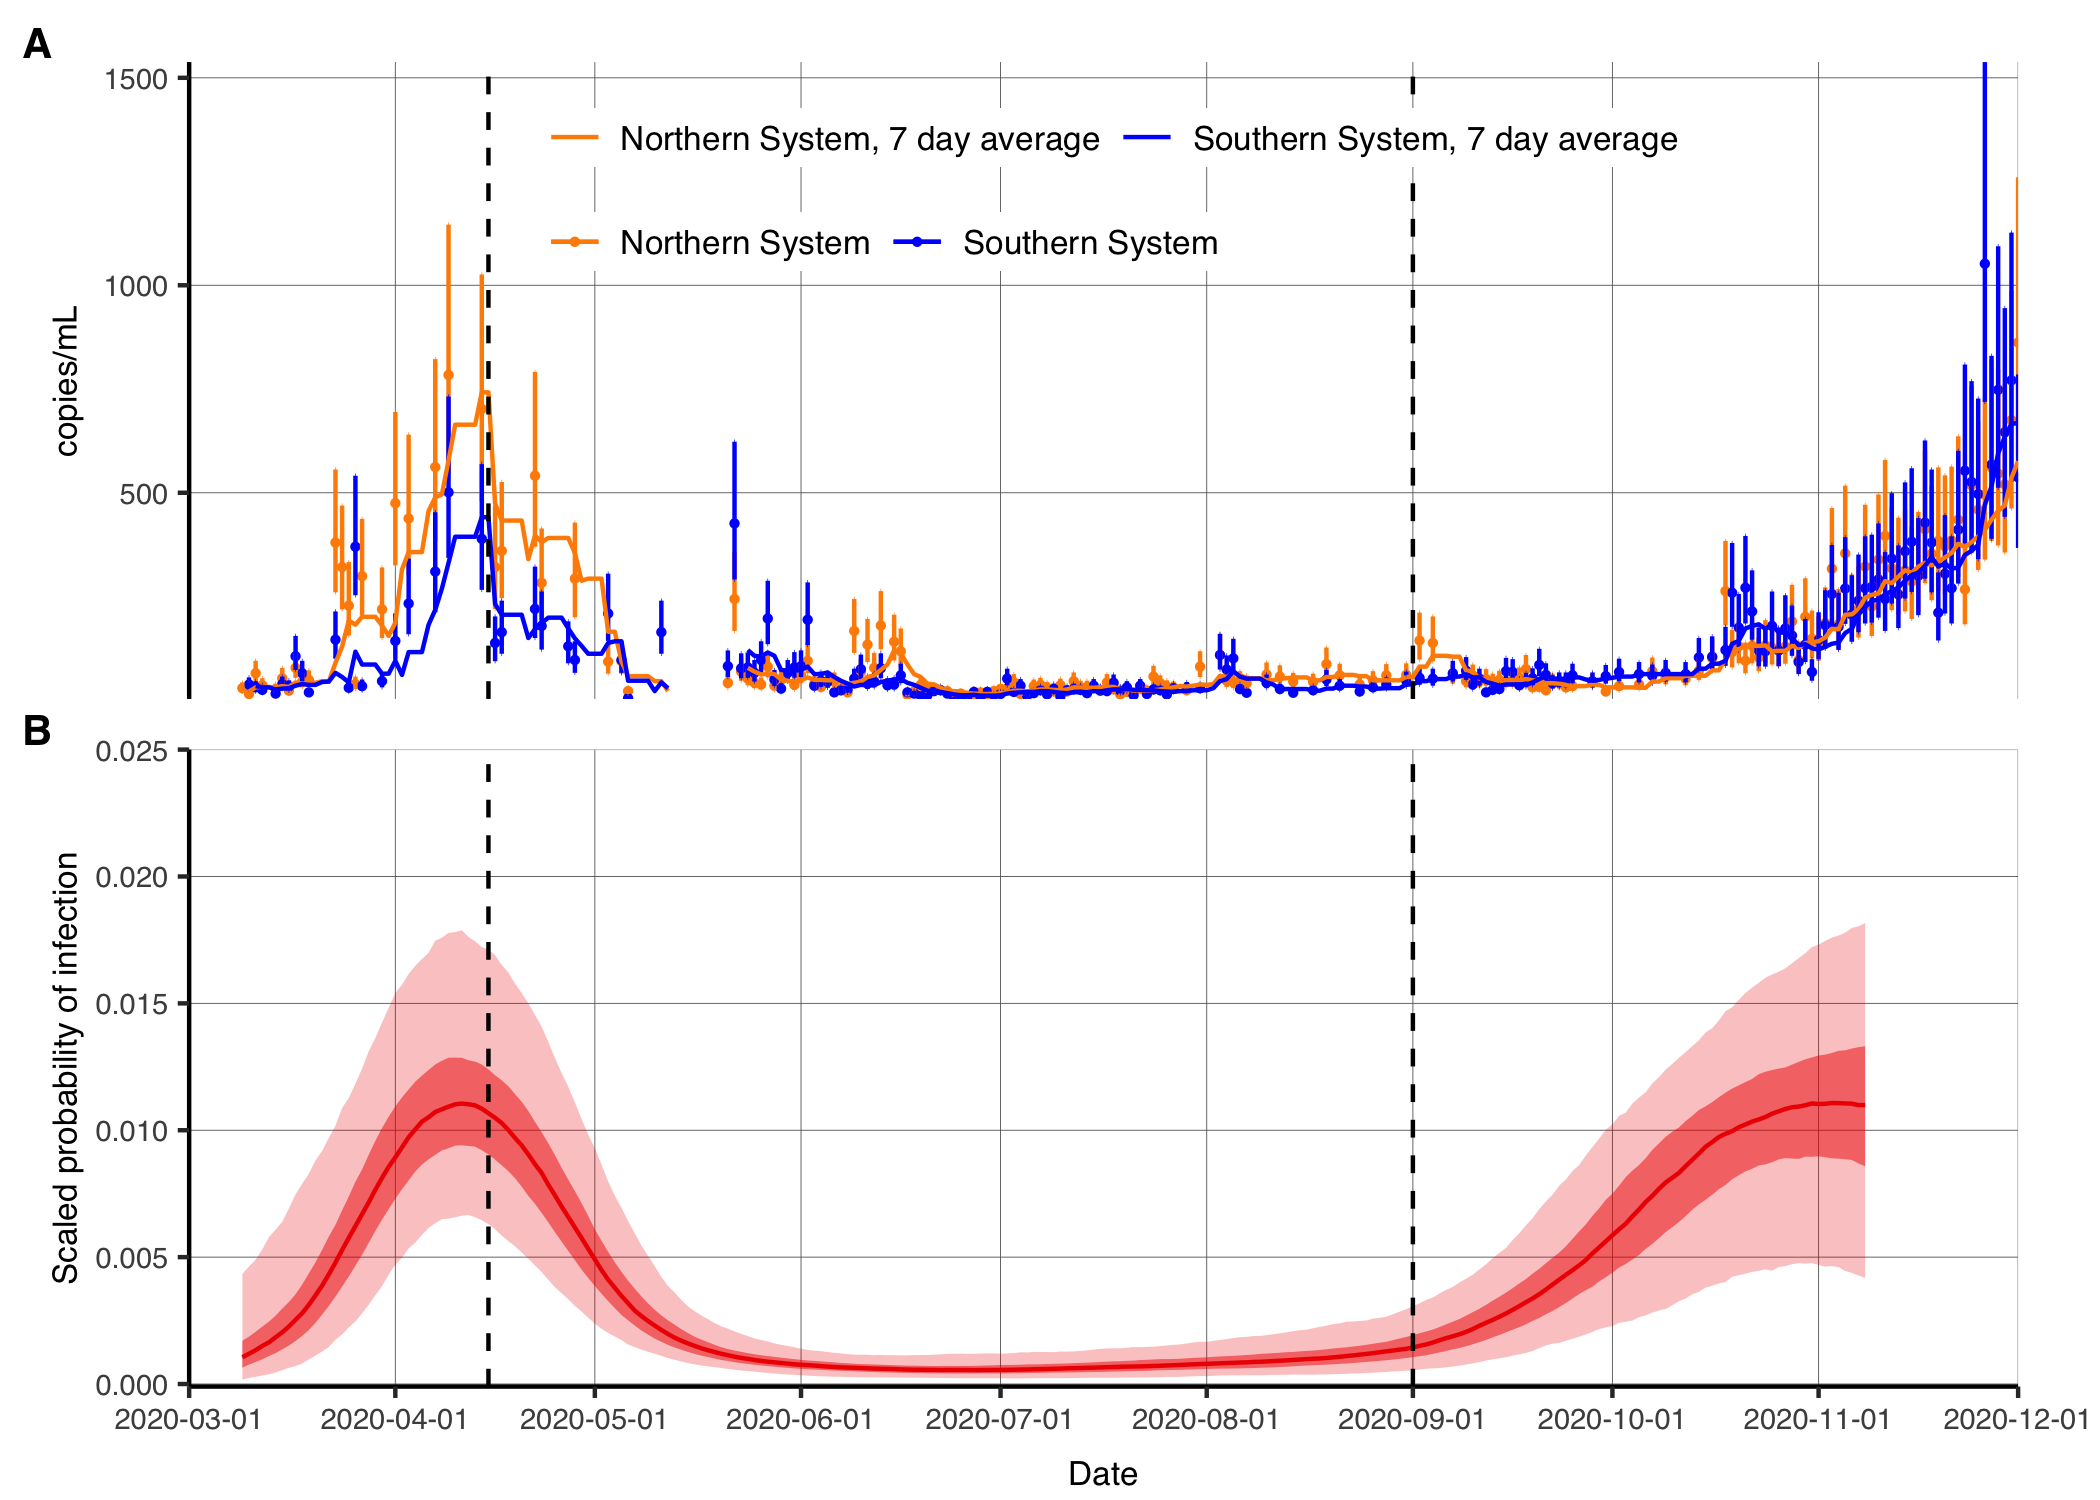 A
1500
1000
500
copies/mL
Northern System, 7 day average Southern System, 7 day average
Northern System Southern System
B
0.025
0.020
0.015
0.010
0.005
0.000
Scaled probability of infection
2020-03-01 2020-04-01 2020-05-01 2020-06-01 2020-07-01 2020-08-01 2020-09-01 2020-10-01 2020-11-01 2020-12-01
Date